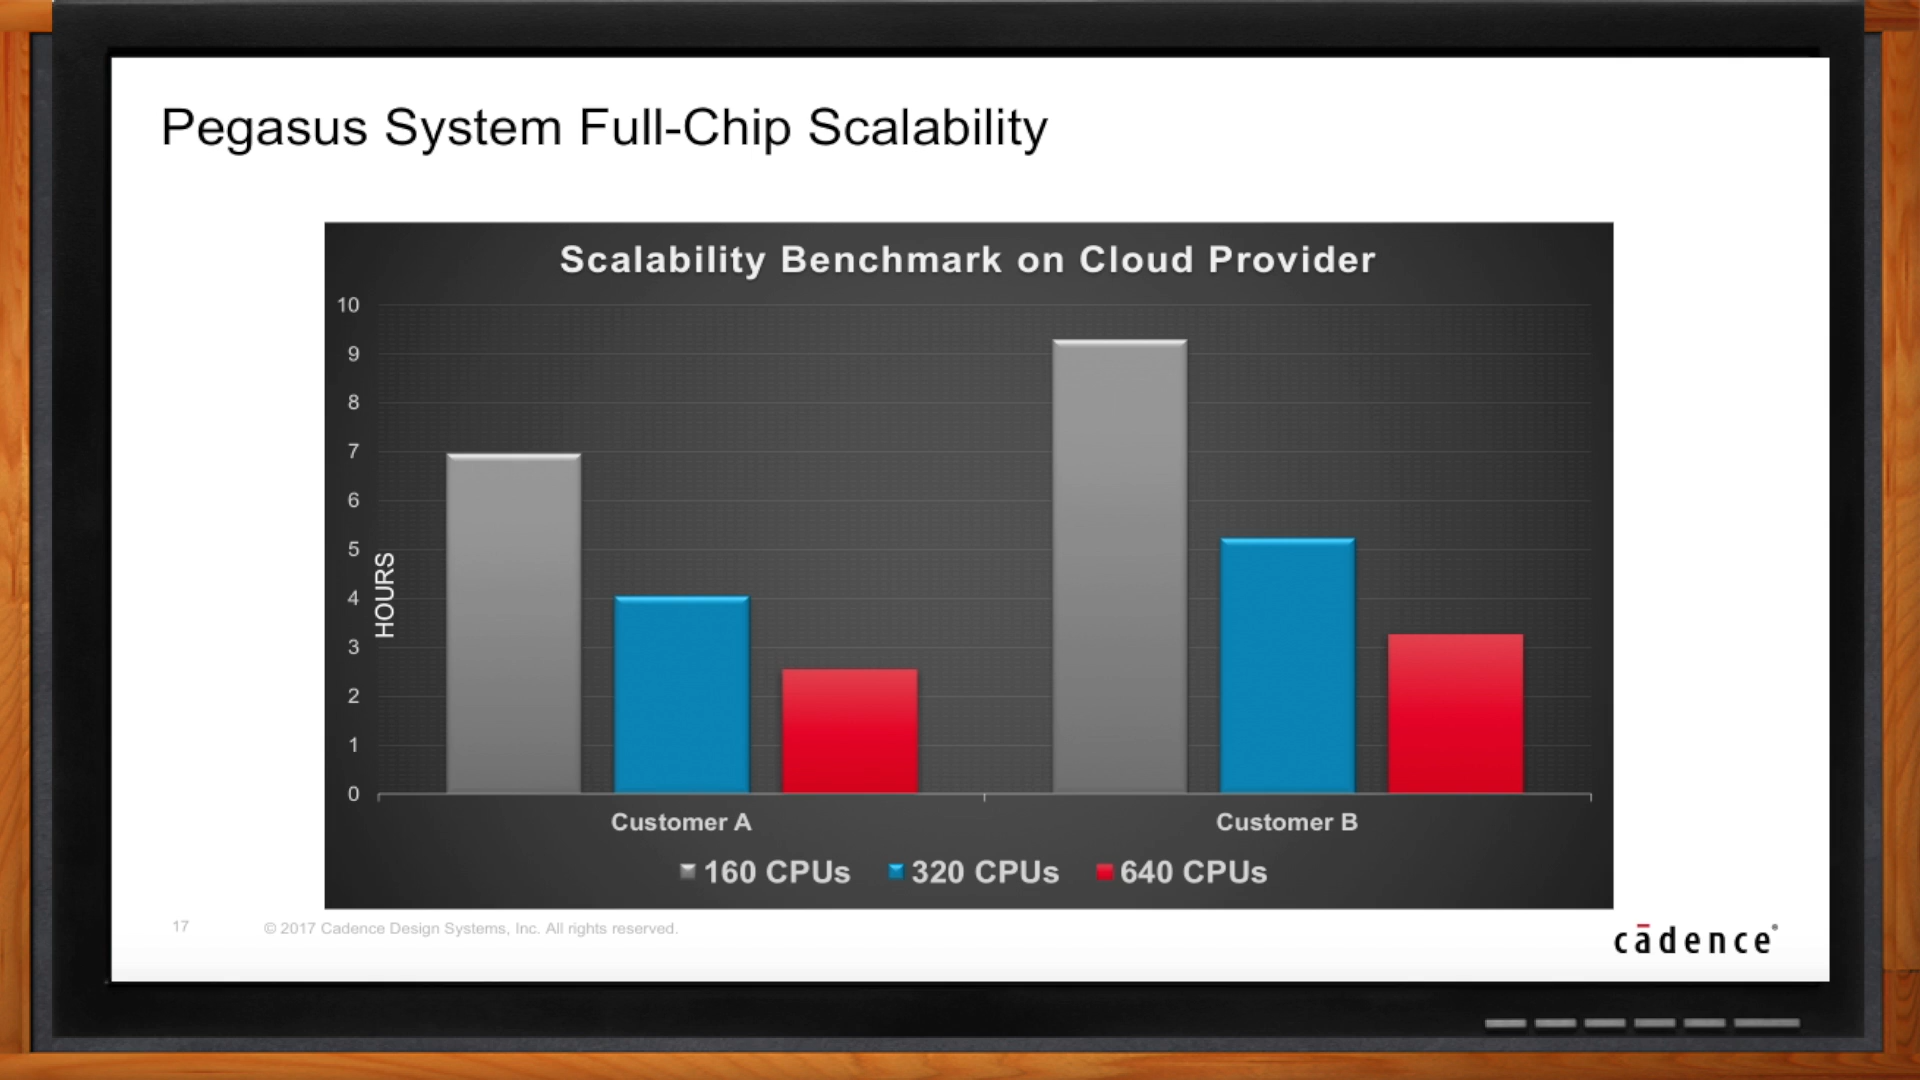 Pegasus System Full-Chip Scalability
Scalability Benchmark on Cloud Provider
10
9
8
7
6
5
4
3
2
1
0
HOURS
Customer A
Customer B
160 CPUs 320 CPUs 640 CPUs
17 © 2017 Cadence Design Systems, Inc. All rights reserved.
cādence®